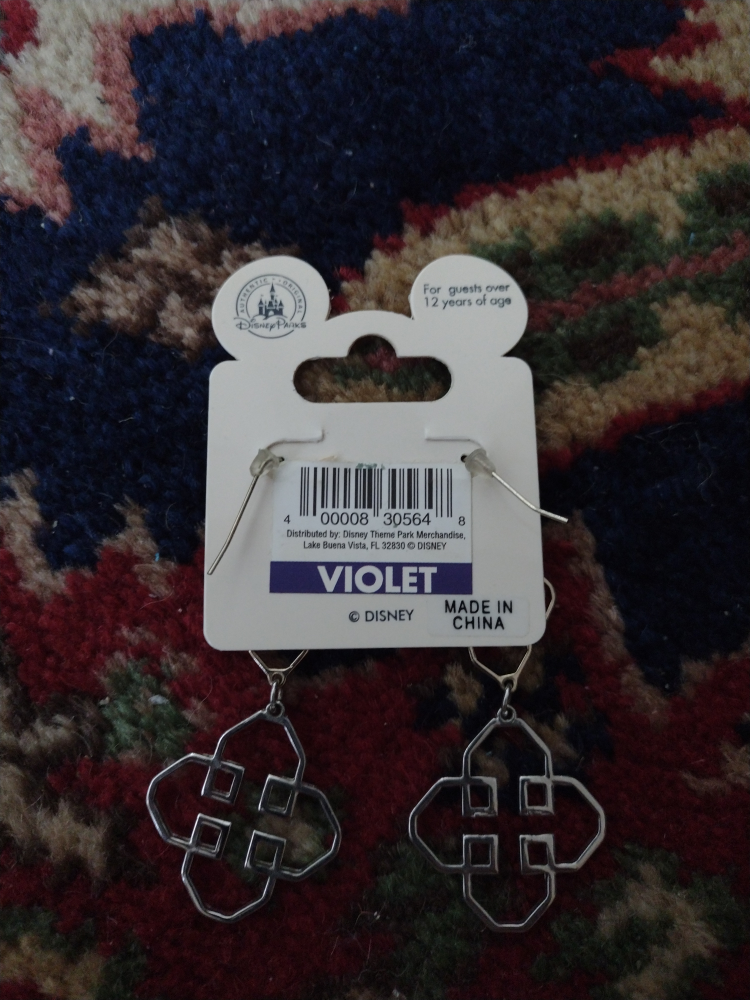 AUTHENTIC • ORIGINAL
Disney Parks
For guests over
12 years of age
4 00008 30564 8
Distributed by: Disney Theme Park Merchandise,
Lake Buena Vista, FL 32830 © DISNEY
VIOLET
© DISNEY
MADE IN
CHINA